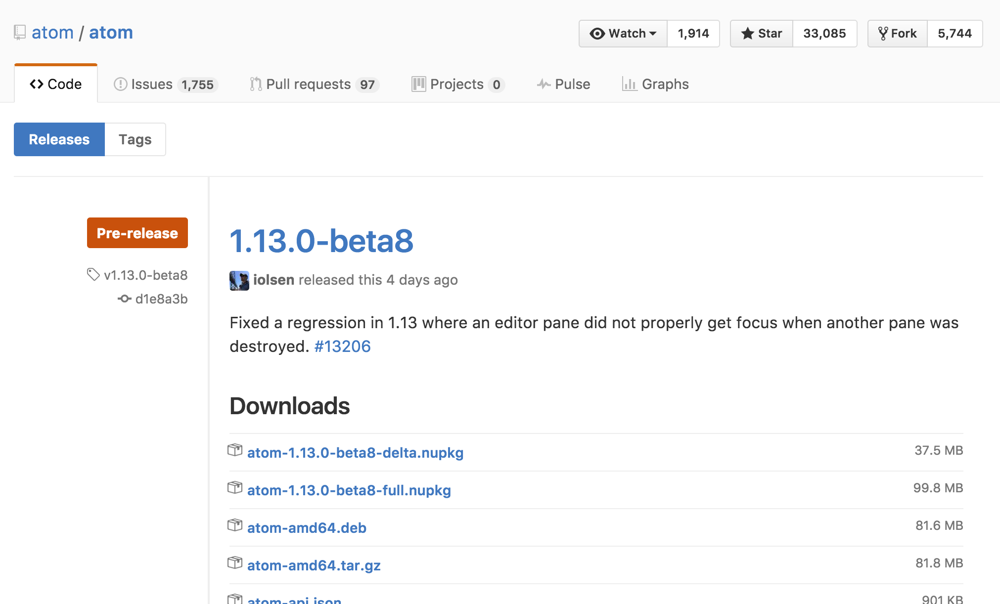 atom / atom
Watch 1,914 Star 33,085 Fork 5,744
Code Issues 1,755 Pull requests 97 Projects 0 Pulse Graphs
Releases Tags
Pre-release
v1.13.0-beta8
d1e8a3b
1.13.0-beta8
iolsen released this 4 days ago
Fixed a regression in 1.13 where an editor pane did not properly get focus when another pane was
destroyed. #13206
Downloads
atom-1.13.0-beta8-delta.nupkg 37.5 MB
atom-1.13.0-beta8-full.nupkg 99.8 MB
atom-amd64.deb 81.6 MB
atom-amd64.tar.gz 81.8 MB
atom-api.json 901 KB